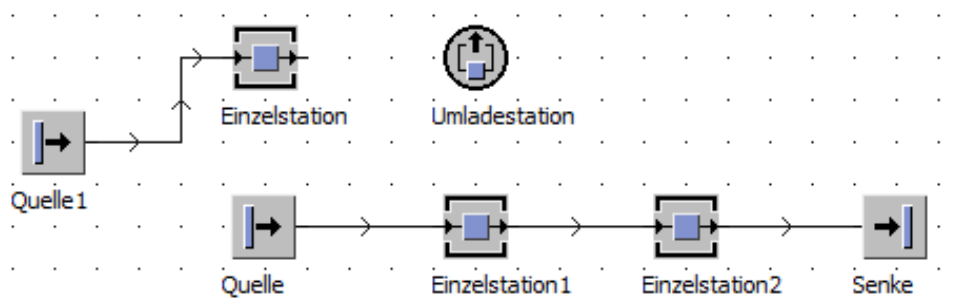 Einzelstation
Umladestation
Quelle1
Quelle
Einzelstation1
Einzelstation2
Senke